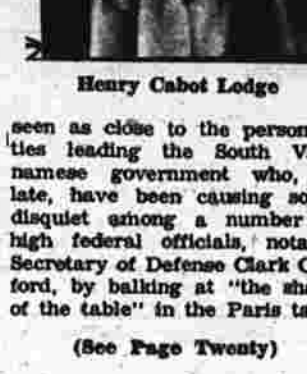 Henry Cabot Lodge
seen as close to the person
ties leading the South V
namese government who,
late, have been causing so
disquiet among a number
high federal officials, nota
Secretary of Defense Clark C
ford, by balking at "the sha
of the table" in the Paris ta
(See Page Twenty)